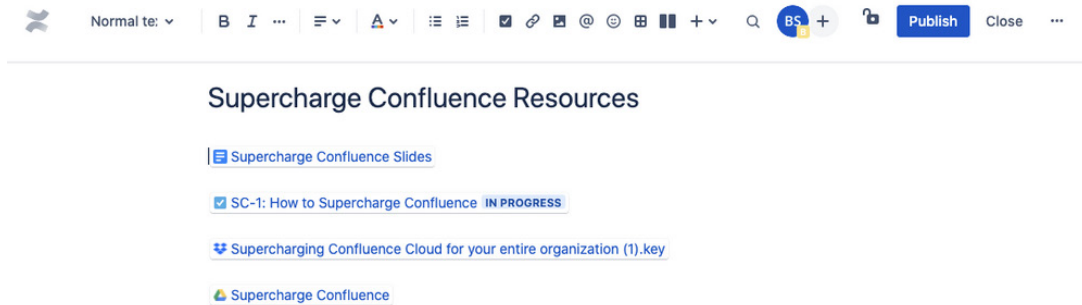 Normal te: B I ... A @ BS B + Publish Close ...
Supercharge Confluence Resources
Supercharge Confluence Slides
SC-1: How to Supercharge Confluence IN PROGRESS
Supercharging Confluence Cloud for your entire organization (1).key
Supercharge Confluence